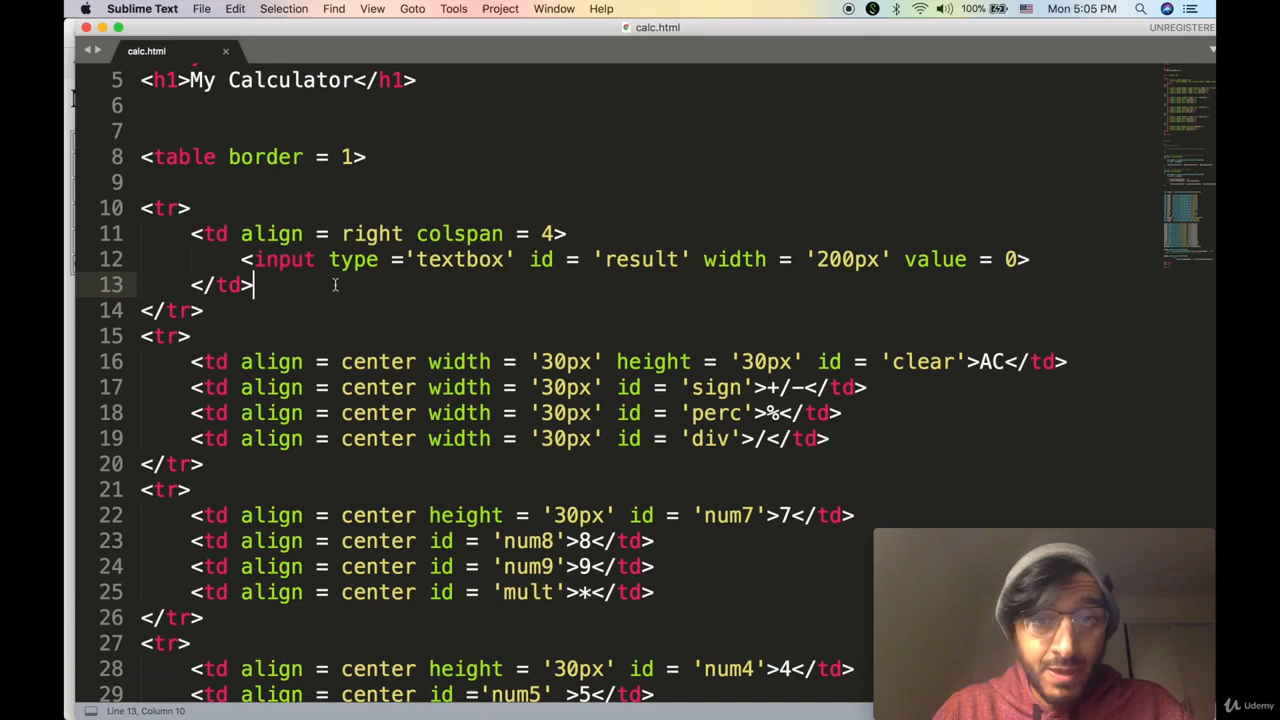 Sublime Text File Edit Selection Find View Goto Tools Project Window Help 100% Mon 5:05 PM
calc.html UNREGISTERE
calc.html
5 <h1>My Calculator</h1>
6
7
8 <table border = 1>
9
10 <tr>
11 <td align = right colspan = 4>
12 <input type ='textbox' id = 'result' width = '200px' value = 0>
13 </td>
14 </tr>
15 <tr>
16 <td align = center width = '30px' height = '30px' id = 'clear'>AC</td>
17 <td align = center width = '30px' id = 'sign'>+/-</td>
18 <td align = center width = '30px' id = 'perc'>%</td>
19 <td align = center width = '30px' id = 'div'>/</td>
20 </tr>
21 <tr>
22 <td align = center height = '30px' id = 'num7'>7</td>
23 <td align = center id = 'num8'>8</td>
24 <td align = center id = 'num9'>9</td>
25 <td align = center id = 'mult'>*</td>
26 </tr>
27 <tr>
28 <td align = center height = '30px' id = 'num4'>4</td>
29 <td align = center id ='num5' >5</td>
Line 13, Column 10
Udemy